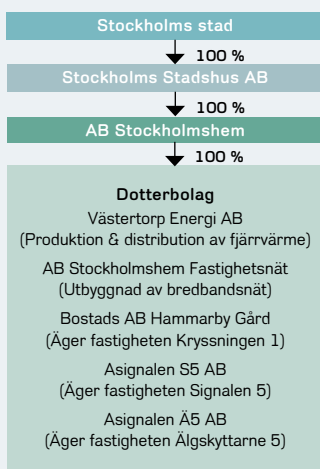 Stockholms stad
100 %
Stockholms Stadshus AB
100 %
AB Stockholmshem
100 %
Dotterbolag
Västertorp Energi AB
(Produktion & distribution av fjärrvärme)
AB Stockholmshem Fastighetsnät
(Utbyggnad av bredbandsnät)
Bostads AB Hammarby Gård
(Äger fastigheten Kryssningen 1)
Asignalen S5 AB
(Äger fastigheten Signalen 5)
Asignalen Ä5 AB
(Äger fastigheten Älgskyttarne 5)